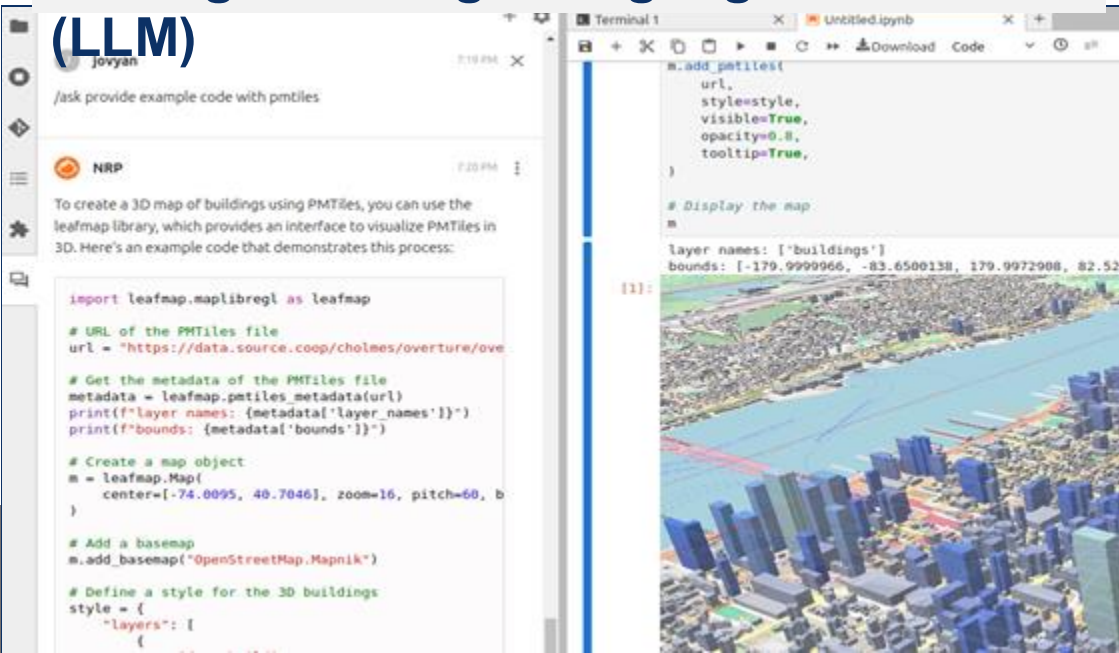 (LLM)
jovyan
7:19 PM
/ask provide example code with pmtiles
NRP
7:20 PM
To create a 3D map of buildings using PMTiles, you can use the
leafmap library, which provides an interface to visualize PMTiles in
3D. Here's an example code that demonstrates this process:
import leafmap.maplibregl as leafmap
# URL of the PMTiles file
url = "https://data.source.coop/cholmes/overture/ove
# Get the metadata of the PMTiles file
metadata = leafmap.pmtiles_metadata(url)
print(f"layer names: {metadata['layer_names']}")
print(f"bounds: {metadata['bounds']}")
# Create a map object
m = leafmap.Map(
center=[-74.0095, 40.7046], zoom=16, pitch=60, b
)
# Add a basemap
m.add_basemap("OpenStreetMap.Mapnik")
# Define a style for the 3D buildings
style = {
"layers": [
{
Terminal 1
Untitled.ipynb
Download Code
m.add_pmtiles(
url,
style=style,
visible=True,
opacity=0.8,
tooltip=True,
)
# Display the map
m
layer names: ['buildings']
bounds: [-179.9999966, -83.6500138, 179.9972908, 82.52
[1]: